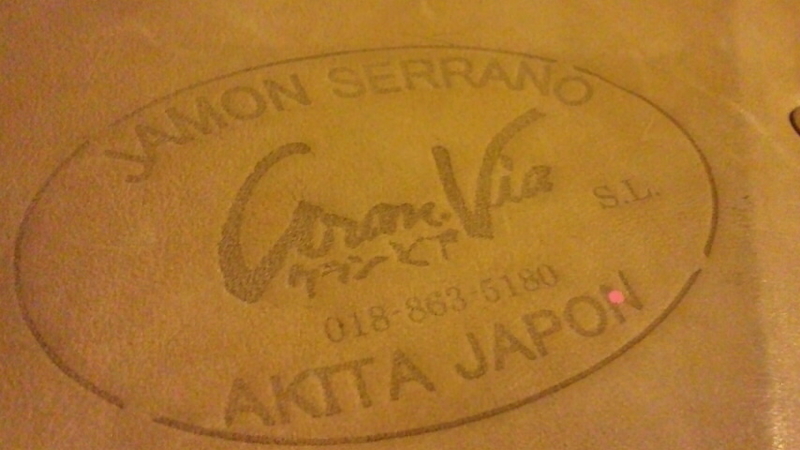 JAMON SERRANO
Gran Via
S.L.
グランビア
018-863-5180
AKITA JAPON